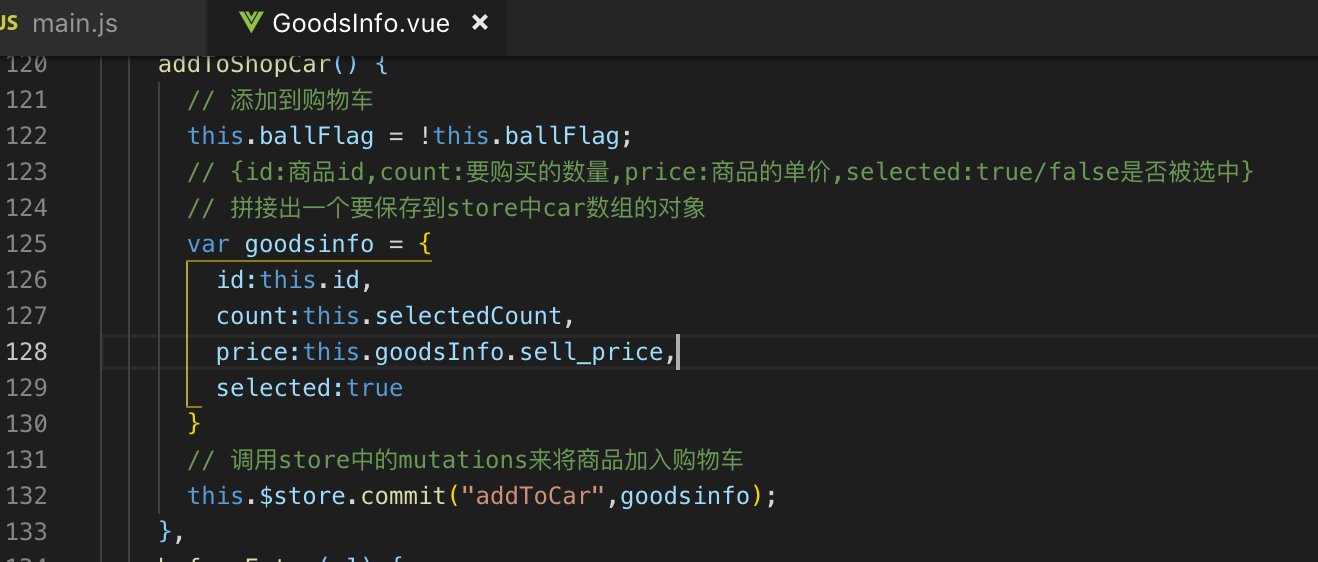 JS main.js GoodsInfo.vue ×
120 addToShopCar() {
121 // 添加到购物车
122 this.ballFlag = !this.ballFlag;
123 // {id:商品id,count:要购买的数量,price:商品的单价,selected:true/false是否被选中}
124 // 拼接出一个要保存到store中car数组的对象
125 var goodsinfo = {
126 id:this.id,
127 count:this.selectedCount,
128 price:this.goodsInfo.sell_price,
129 selected:true
130 }
131 // 调用store中的mutations来将商品加入购物车
132 this.$store.commit("addToCar",goodsinfo);
133 },